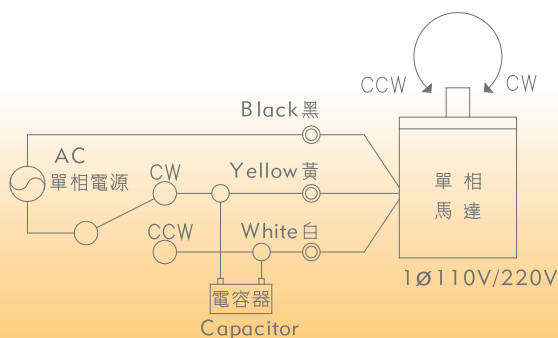 CCW
CW
Black黑
AC
單相電源
CW
Yellow黃
單相
馬達
CCW
White白
1Ø110V/220V
電容器
Capacitor